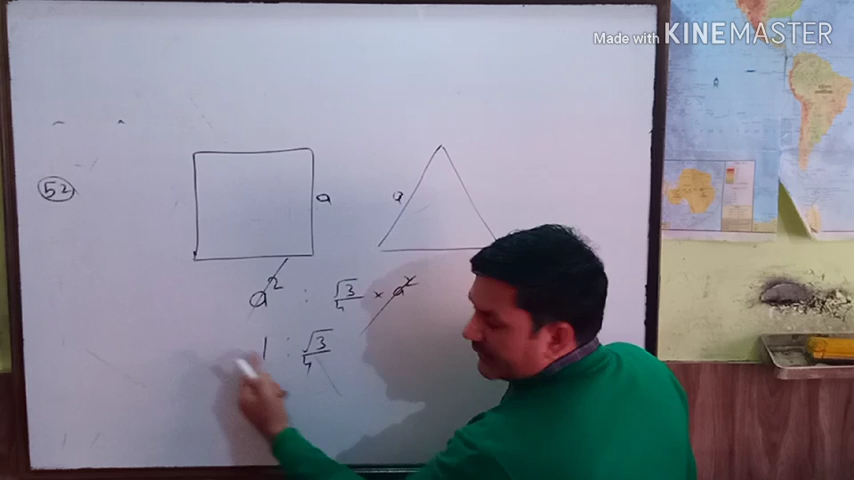 Made with KINEMASTER
52
a a
a² : √3/4 × a²
1 : √3/4